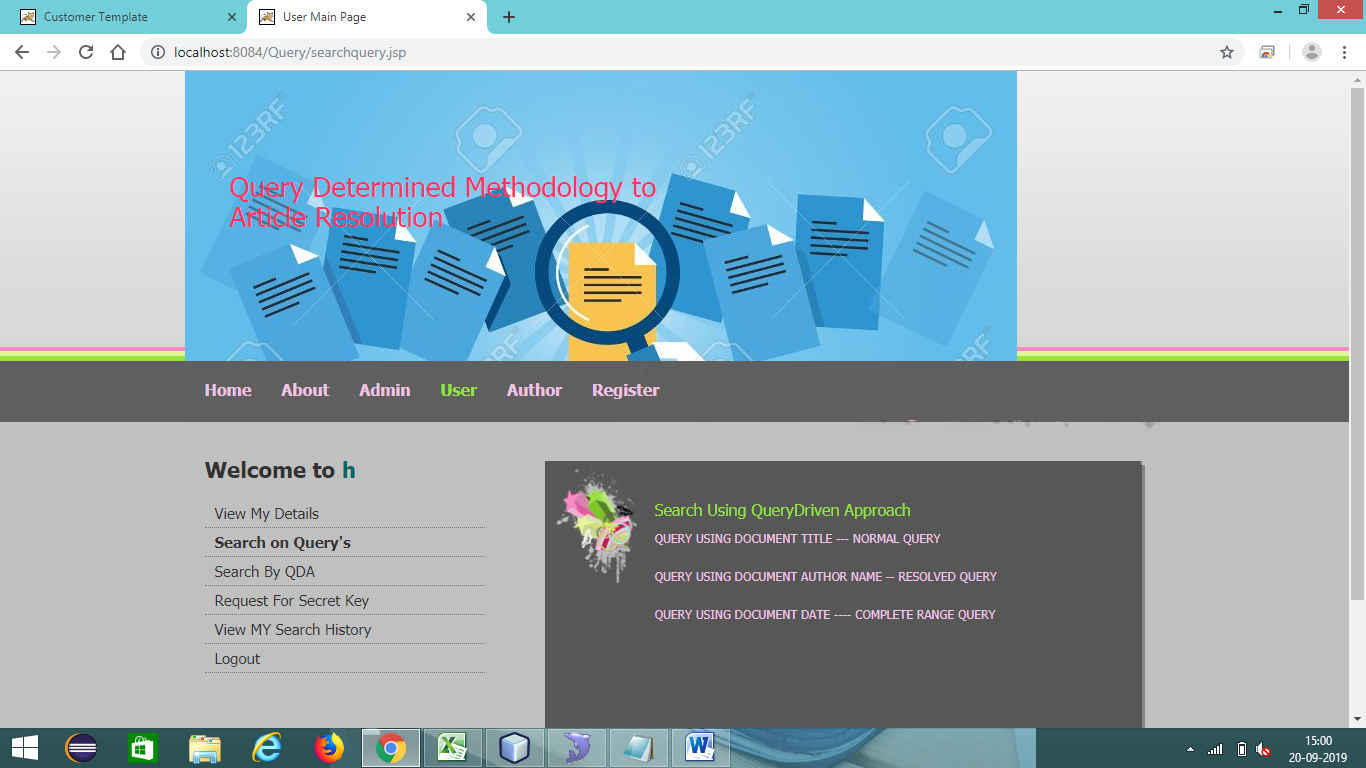 Customer Template
User Main Page
localhost:8084/Query/searchquery.jsp
123RF
123RF
Query Determined Methodology to
Article Resolution
Home About Admin User Author Register
Welcome to h
View My Details
Search on Query's
Search By QDA
Request For Secret Key
View MY Search History
Logout
Search Using QueryDriven Approach
QUERY USING DOCUMENT TITLE --- NORMAL QUERY
QUERY USING DOCUMENT AUTHOR NAME -- RESOLVED QUERY
QUERY USING DOCUMENT DATE ---- COMPLETE RANGE QUERY
15:00
20-09-2019